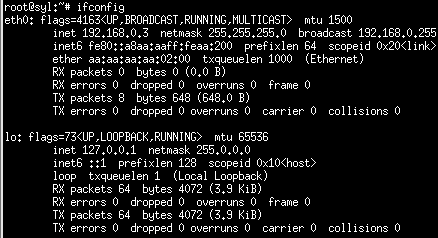 root@syl:~# ifconfig
eth0: flags=4163<UP,BROADCAST,RUNNING,MULTICAST>  mtu 1500
        inet 192.168.0.3  netmask 255.255.255.0  broadcast 192.168.0.255
        inet6 fe80::a8aa:aaff:feaa:200  prefixlen 64  scopeid 0x20<link>
        ether aa:aa:aa:aa:02:00  txqueuelen 1000  (Ethernet)
        RX packets 0  bytes 0 (0.0 B)
        RX errors 0  dropped 0  overruns 0  frame 0
        TX packets 8  bytes 648 (648.0 B)
        TX errors 0  dropped 0 overruns 0  carrier 0  collisions 0
lo: flags=73<UP,LOOPBACK,RUNNING>  mtu 65536
        inet 127.0.0.1  netmask 255.0.0.0
        inet6 ::1  prefixlen 128  scopeid 0x10<host>
        loop  txqueuelen 1  (Local Loopback)
        RX packets 64  bytes 4072 (3.9 KiB)
        RX errors 0  dropped 0  overruns 0  frame 0
        TX packets 64  bytes 4072 (3.9 KiB)
        TX errors 0  dropped 0 overruns 0  carrier 0  collisions 0